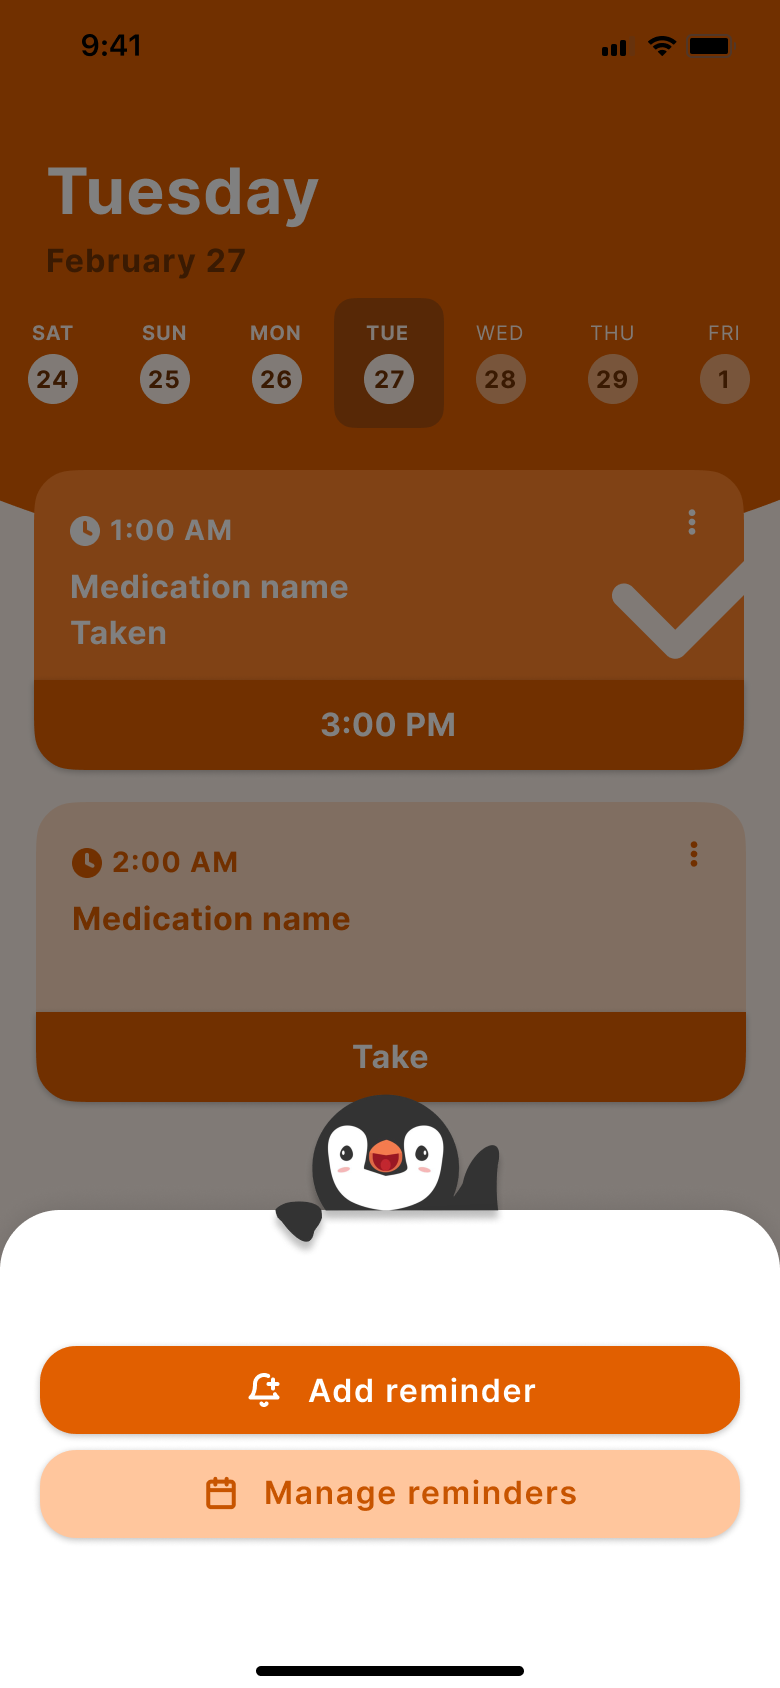 9:41
Tuesday
February 27
SAT SUN MON TUE WED THU FRI
24 25 26 27 28 29 1
1:00 AM
Medication name
Taken
3:00 PM
2:00 AM
Medication name
Take
Add reminder
Manage reminders